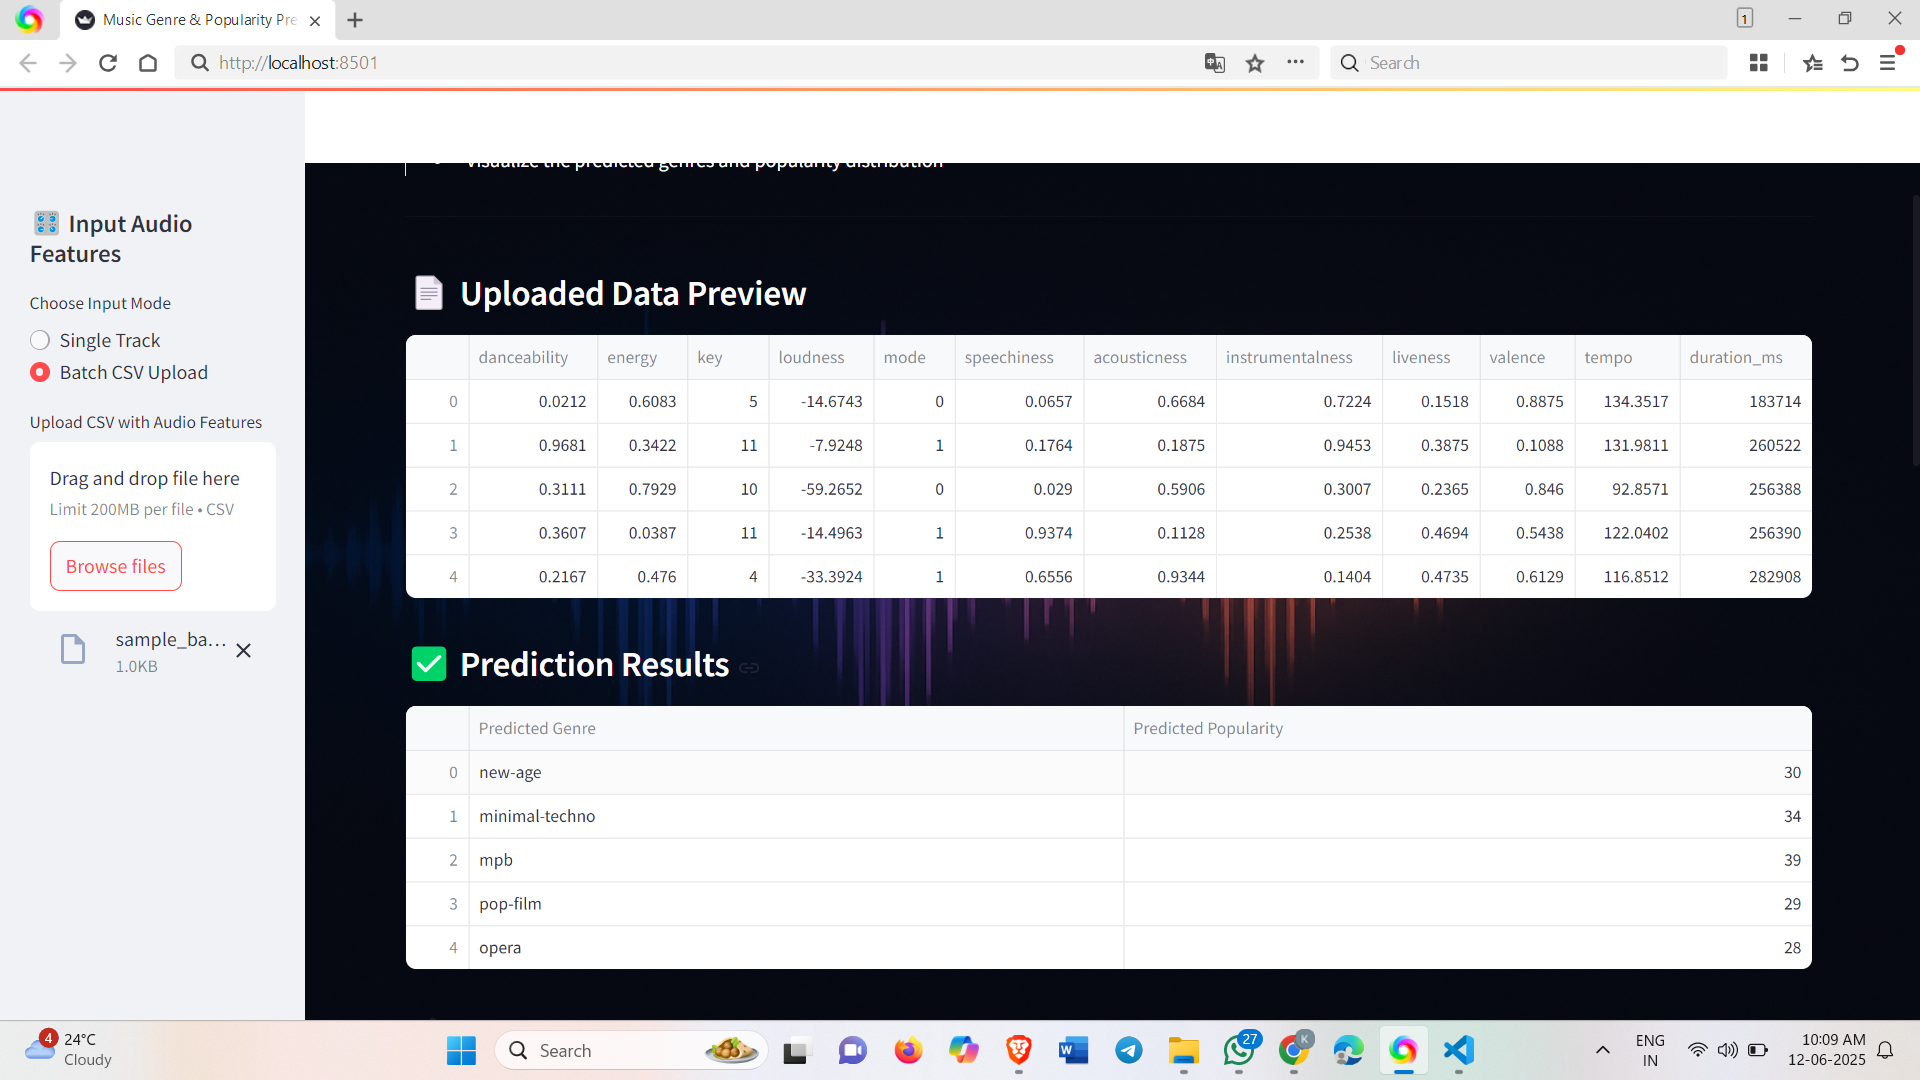 Music Genre & Popularity Pre
1
http://localhost:8501
Search
Visualize the predicted genres and popularity distribution
Input Audio
Features
Choose Input Mode
Single Track
Batch CSV Upload
Upload CSV with Audio Features
Drag and drop file here
Limit 200MB per file • CSV
Browse files
sample_ba...
1.0KB
Uploaded Data Preview
danceability energy key loudness mode speechiness acousticness instrumentalness liveness valence tempo duration_ms
0 0.0212 0.6083 5 -14.6743 0 0.0657 0.6684 0.7224 0.1518 0.8875 134.3517 183714
1 0.9681 0.3422 11 -7.9248 1 0.1764 0.1875 0.9453 0.3875 0.1088 131.9811 260522
2 0.3111 0.7929 10 -59.2652 0 0.029 0.5906 0.3007 0.2365 0.846 92.8571 256388
3 0.3607 0.0387 11 -14.4963 1 0.9374 0.1128 0.2538 0.4694 0.5438 122.0402 256390
4 0.2167 0.476 4 -33.3924 1 0.6556 0.9344 0.1404 0.4735 0.6129 116.8512 282908
Prediction Results
Predicted Genre Predicted Popularity
0 new-age 30
1 minimal-techno 34
2 mpb 39
3 pop-film 29
4 opera 28
4
24°C
Cloudy
Search
W
27
K
ENG
IN
10:09 AM
12-06-2025